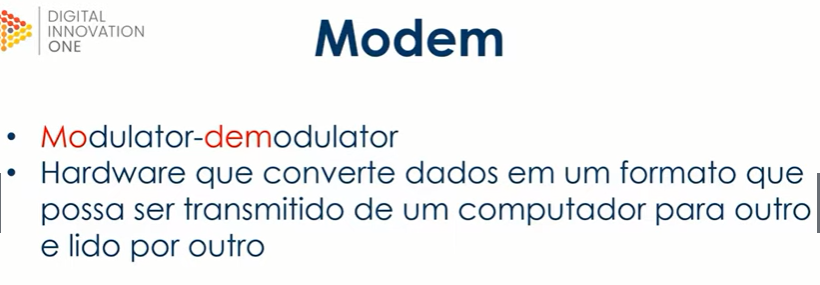 DIGITAL
INNOVATION
ONE
Modem
• Modulator-demodulator
• Hardware que converte dados em um formato que
possa ser transmitido de um computador para outro
e lido por outro